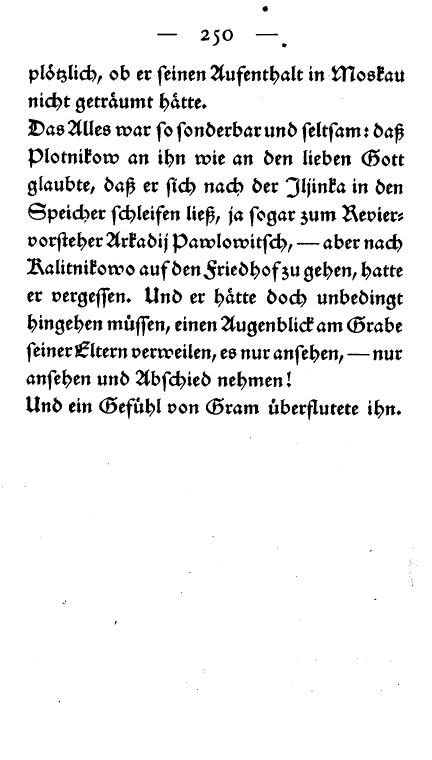 — 250 —
plötzlich, ob er seinen Aufenthalt in Moskau
nicht geträumt hätte.
Das Alles war so sonderbar und seltsam: daß
Plotnikow an ihn wie an den lieben Gott
glaubte, daß er sich nach der Iljinka in den
Speicher schleifen ließ, ja sogar zum Revier-
vorsteher Arkadij Pawlowitsch, — aber nach
Kalitnikowo auf den Friedhof zu gehen, hatte
er vergessen. Und er hätte doch unbedingt
hingehen müssen, einen Augenblick am Grabe
seiner Eltern verweilen, es nur ansehen, — nur
ansehen und Abschied nehmen!
Und ein Gefühl von Gram überflutete ihn.